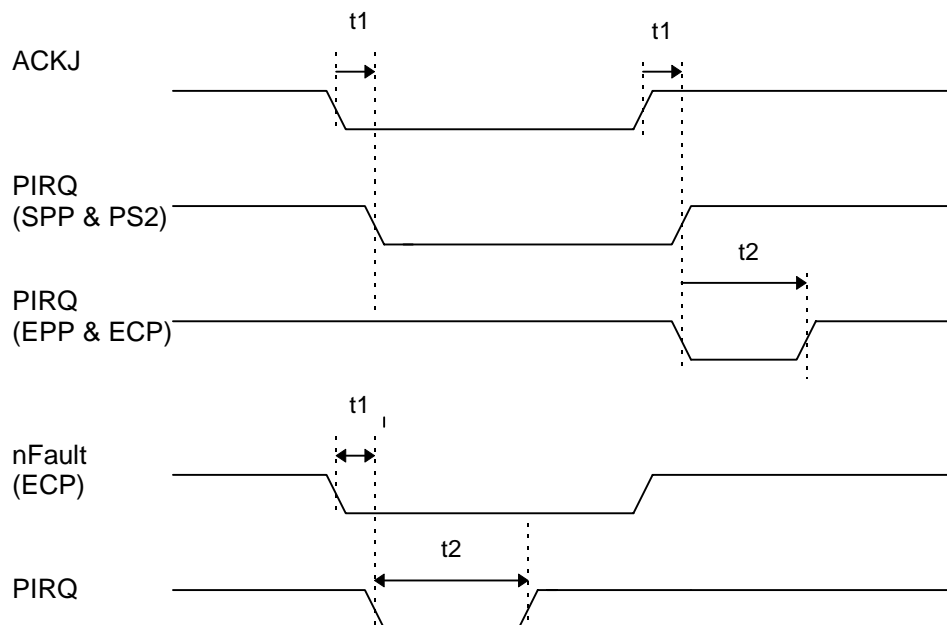 t1
t1
ACKJ
PIRQ
(SPP & PS2)
t2
PIRQ
(EPP & ECP)
t1
nFault
(ECP)
t2
PIRQ